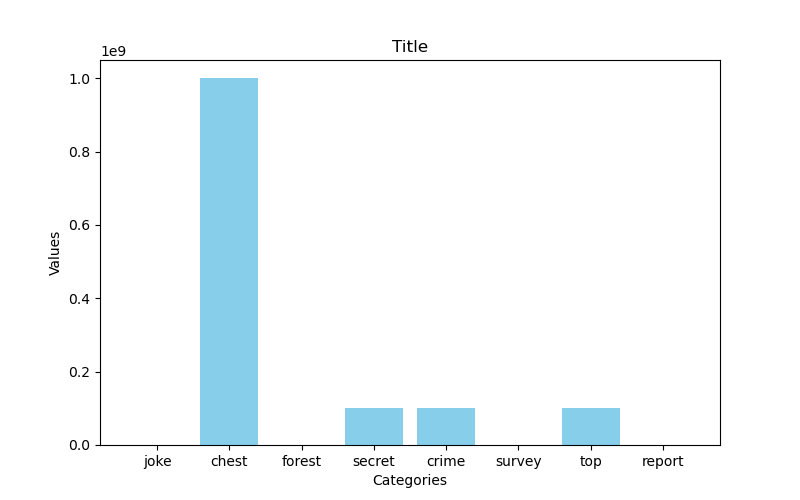 Title
1e9
1.0
0.8
0.6
0.4
0.2
0.0
Values
joke chest forest secret crime survey top report
Categories